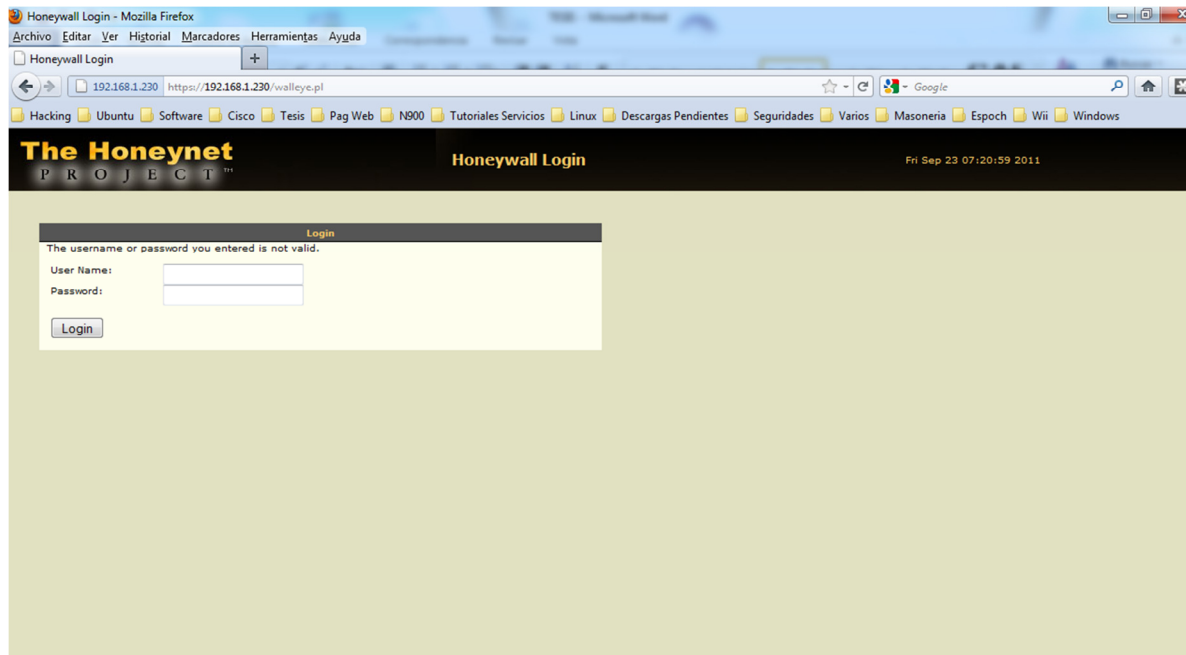 Honeywall Login - Mozilla Firefox
Archivo Editar Ver Historial Marcadores Herramientas Ayuda
Honeywall Login
192.168.1.230 https://192.168.1.230/walleye.pl
Google
Hacking Ubuntu Software Cisco Tesis Pag Web N900 Tutoriales Servicios Linux Descargas Pendientes Seguridades Varios Masoneria Espoch Wii Windows
The Honeynet
PROJECT™
Honeywall Login
Fri Sep 23 07:20:59 2011
Login
The username or password you entered is not valid.
User Name:
Password:
Login